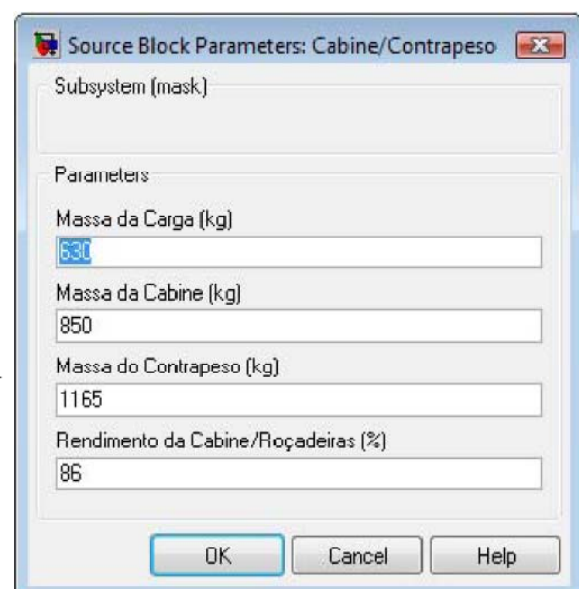 Source Block Parameters: Cabine/Contrapeso
Subsystem (mask)
Parameters
Massa da Carga (kg)
630
Massa da Cabine (kg)
850
Massa do Contrapeso (kg)
1165
Rendimento da Cabine/Roçadeiras (%)
86
OK Cancel Help